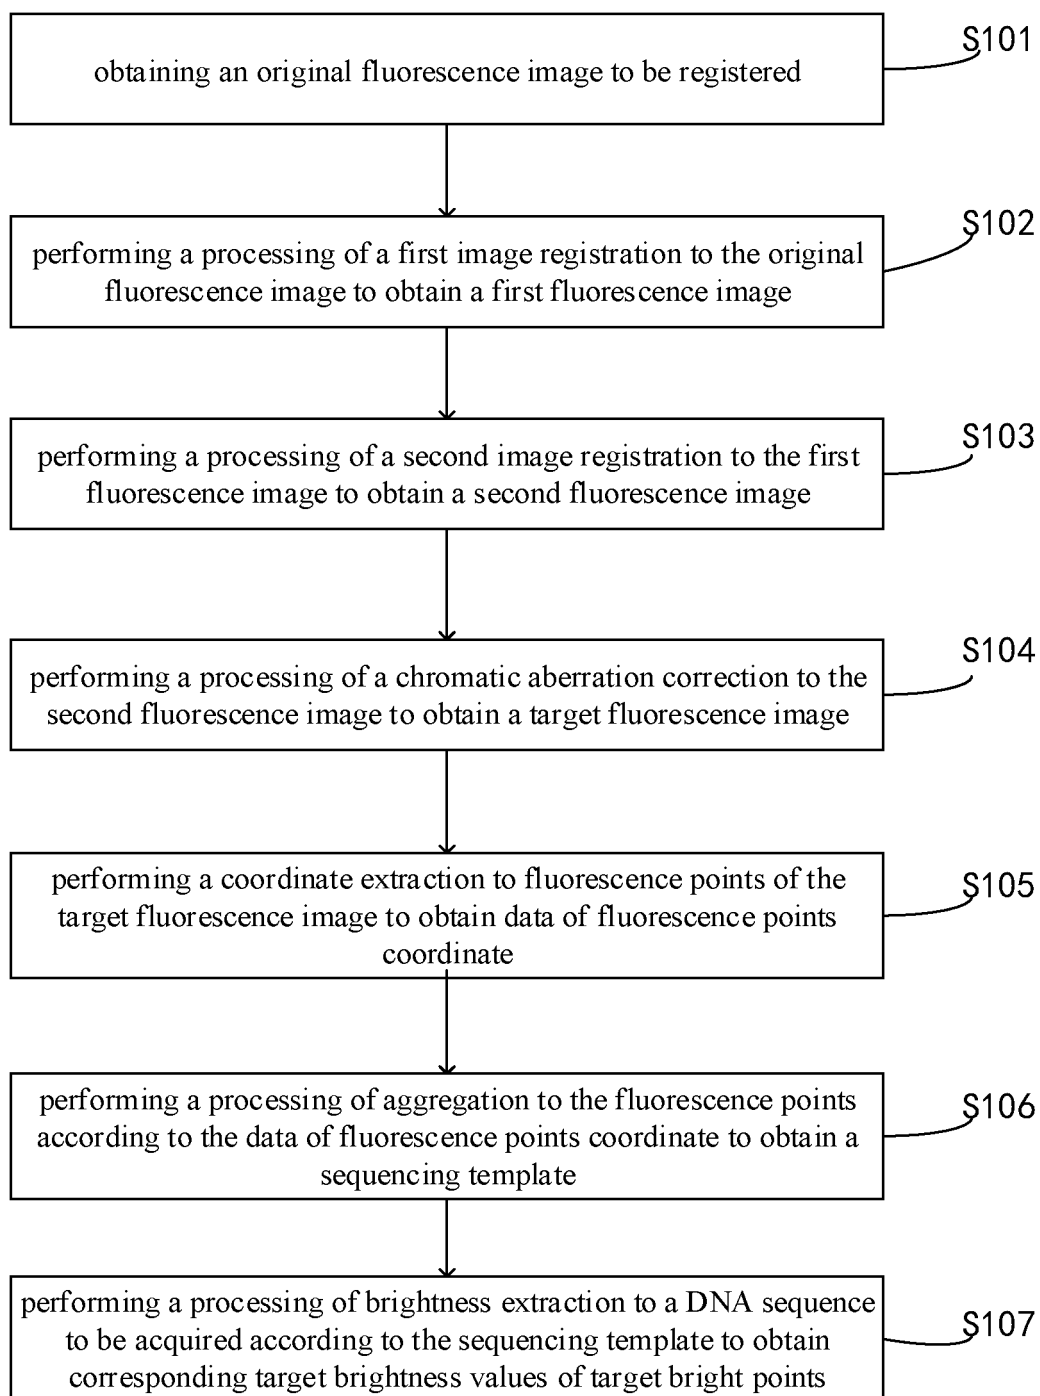 S101
obtaining an original fluorescence image to be registered
S102
performing a processing of a first image registration to the original
fluorescence image to obtain a first fluorescence image
S103
performing a processing of a second image registration to the first
fluorescence image to obtain a second fluorescence image
S104
performing a processing of a chromatic aberration correction to the
second fluorescence image to obtain a target fluorescence image
S105
performing a coordinate extraction to fluorescence points of the
target fluorescence image to obtain data of fluorescence points
coordinate
S106
performing a processing of aggregation to the fluorescence points
according to the data of fluorescence points coordinate to obtain a
sequencing template
S107
performing a processing of brightness extraction to a DNA sequence
to be acquired according to the sequencing template to obtain
corresponding target brightness values of target bright points